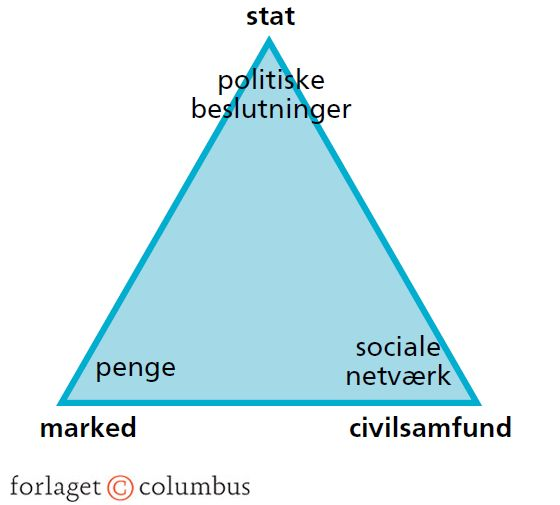 stat
politiske
beslutninger
penge
sociale
netværk
marked
civilsamfund
forlaget © columbus